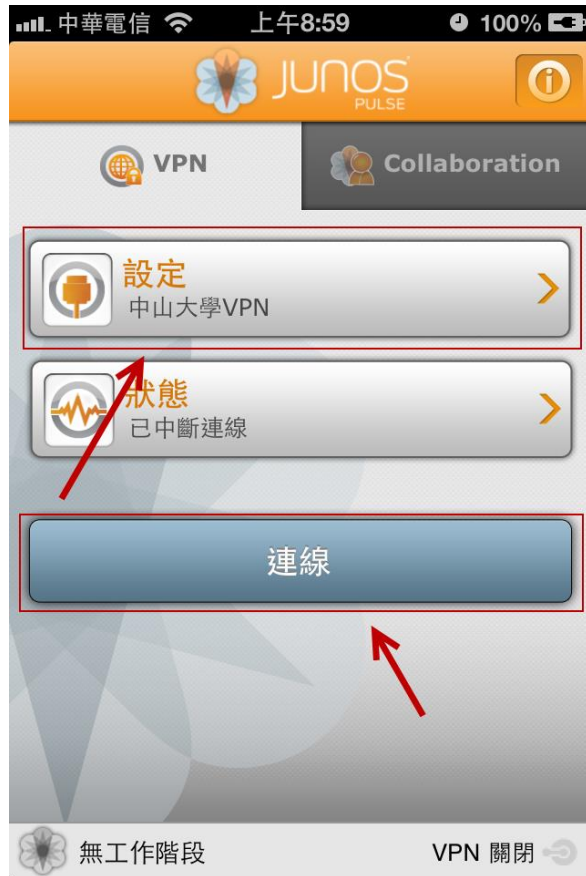 中華電信 上午8:59 100%
JUNOS
PULSE
VPN Collaboration
設定
中山大學VPN
狀態
已中斷連線
連線
無工作階段 VPN 關閉